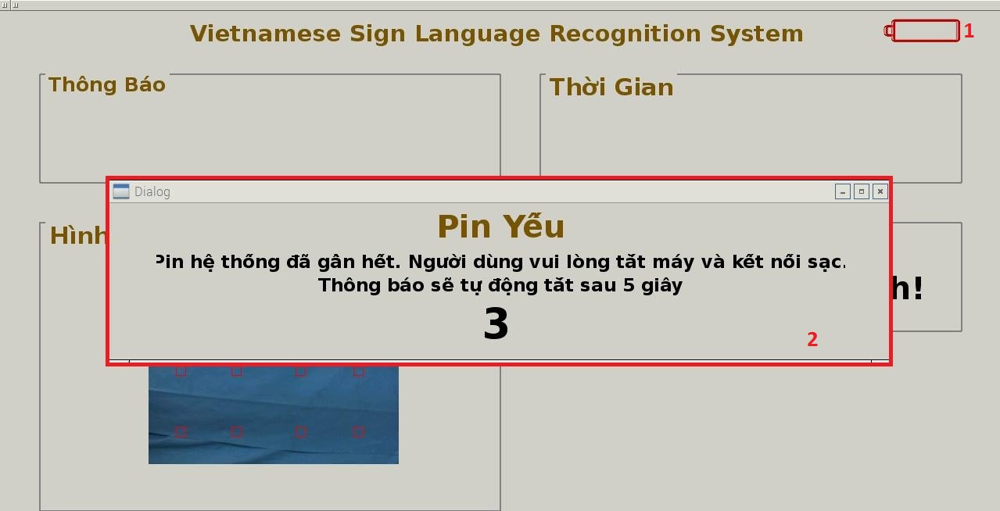 Vietnamese Sign Language Recognition System
1
Thông Báo
Thời Gian
Dialog
Hình
Pin Yếu
Pin hệ thống đã gân hết. Người dùng vui lòng tắt máy và kết nối sạc.
Thông báo sẽ tự động tắt sau 5 giây
h!
3
2